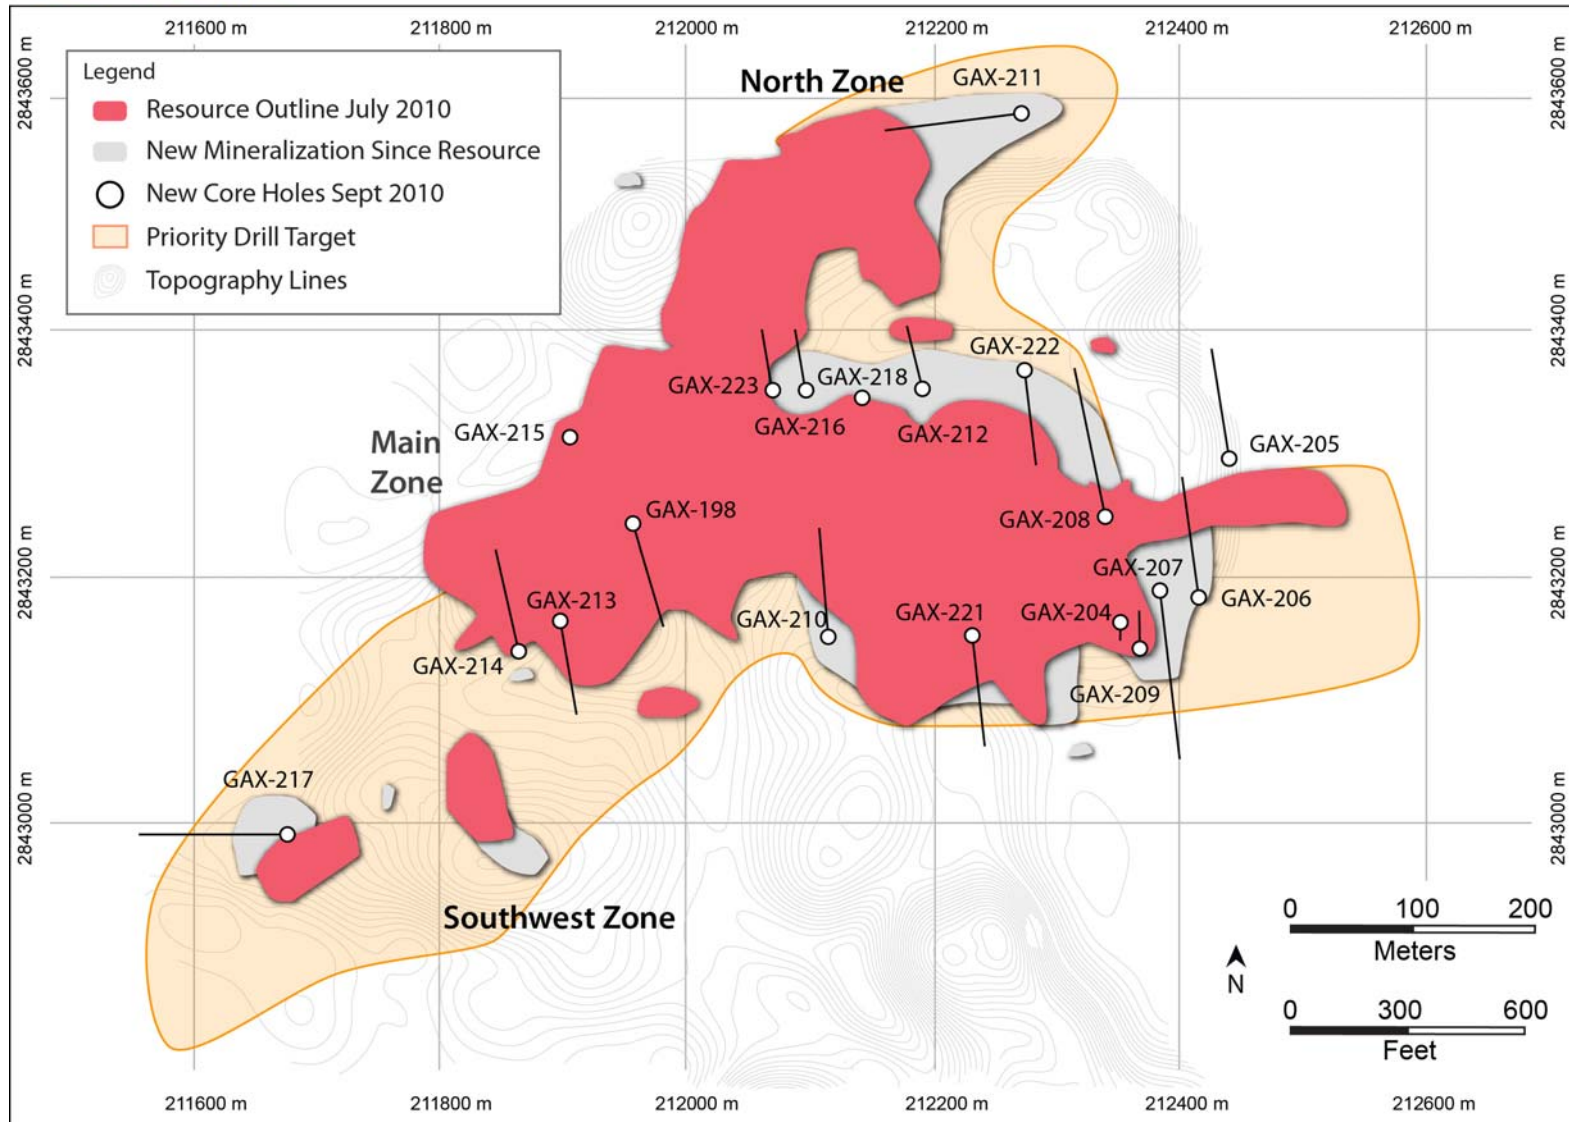 211600 m
211800 m
212000 m
212200 m
212400 m
212600 m
2843600 m
2843600 m
Legend
Resource Outline July 2010
New Mineralization Since Resource
New Core Holes Sept 2010
Priority Drill Target
Topography Lines
North Zone
GAX-211
2843400 m
2843400 m
GAX-222
GAX-223
GAX-218
GAX-216
GAX-212
GAX-215
Main
Zone
GAX-205
GAX-198
GAX-208
2843200 m
2843200 m
GAX-207
GAX-206
GAX-213
GAX-210
GAX-221
GAX-204
GAX-214
GAX-209
GAX-217
2843000 m
2843000 m
Southwest Zone
0 100 200
Meters
N
0 300 600
Feet
211600 m
211800 m
212000 m
212200 m
212400 m
212600 m